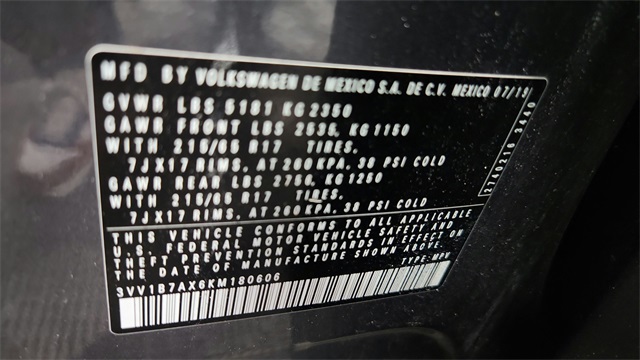 MFD BY VOLKSWAGEN DE MEXICO S.A. DE C.V. MEXICO 07/19
GVWR LBS 5181 KG 2350
GAWR FRONT LBS 2535, KG 1150
WITH 215/65 R17 TIRES,
7JX17 RIMS, AT 260 KPA, 38 PSI COLD
GAWR REAR LBS 2756, KG 1250
WITH 215/65 R17 TIRES,
7JX17 RIMS, AT 260 KPA, 38 PSI COLD
2740216 3440
THIS VEHICLE CONFORMS TO ALL APPLICABLE
U.S. FEDERAL MOTOR VEHICLE SAFETY AND
THEFT PREVENTION STANDARDS IN EFFECT ON
THE DATE OF MANUFACTURE SHOWN ABOVE.
3VV1B7AX6KM180606 TYPE: MPV